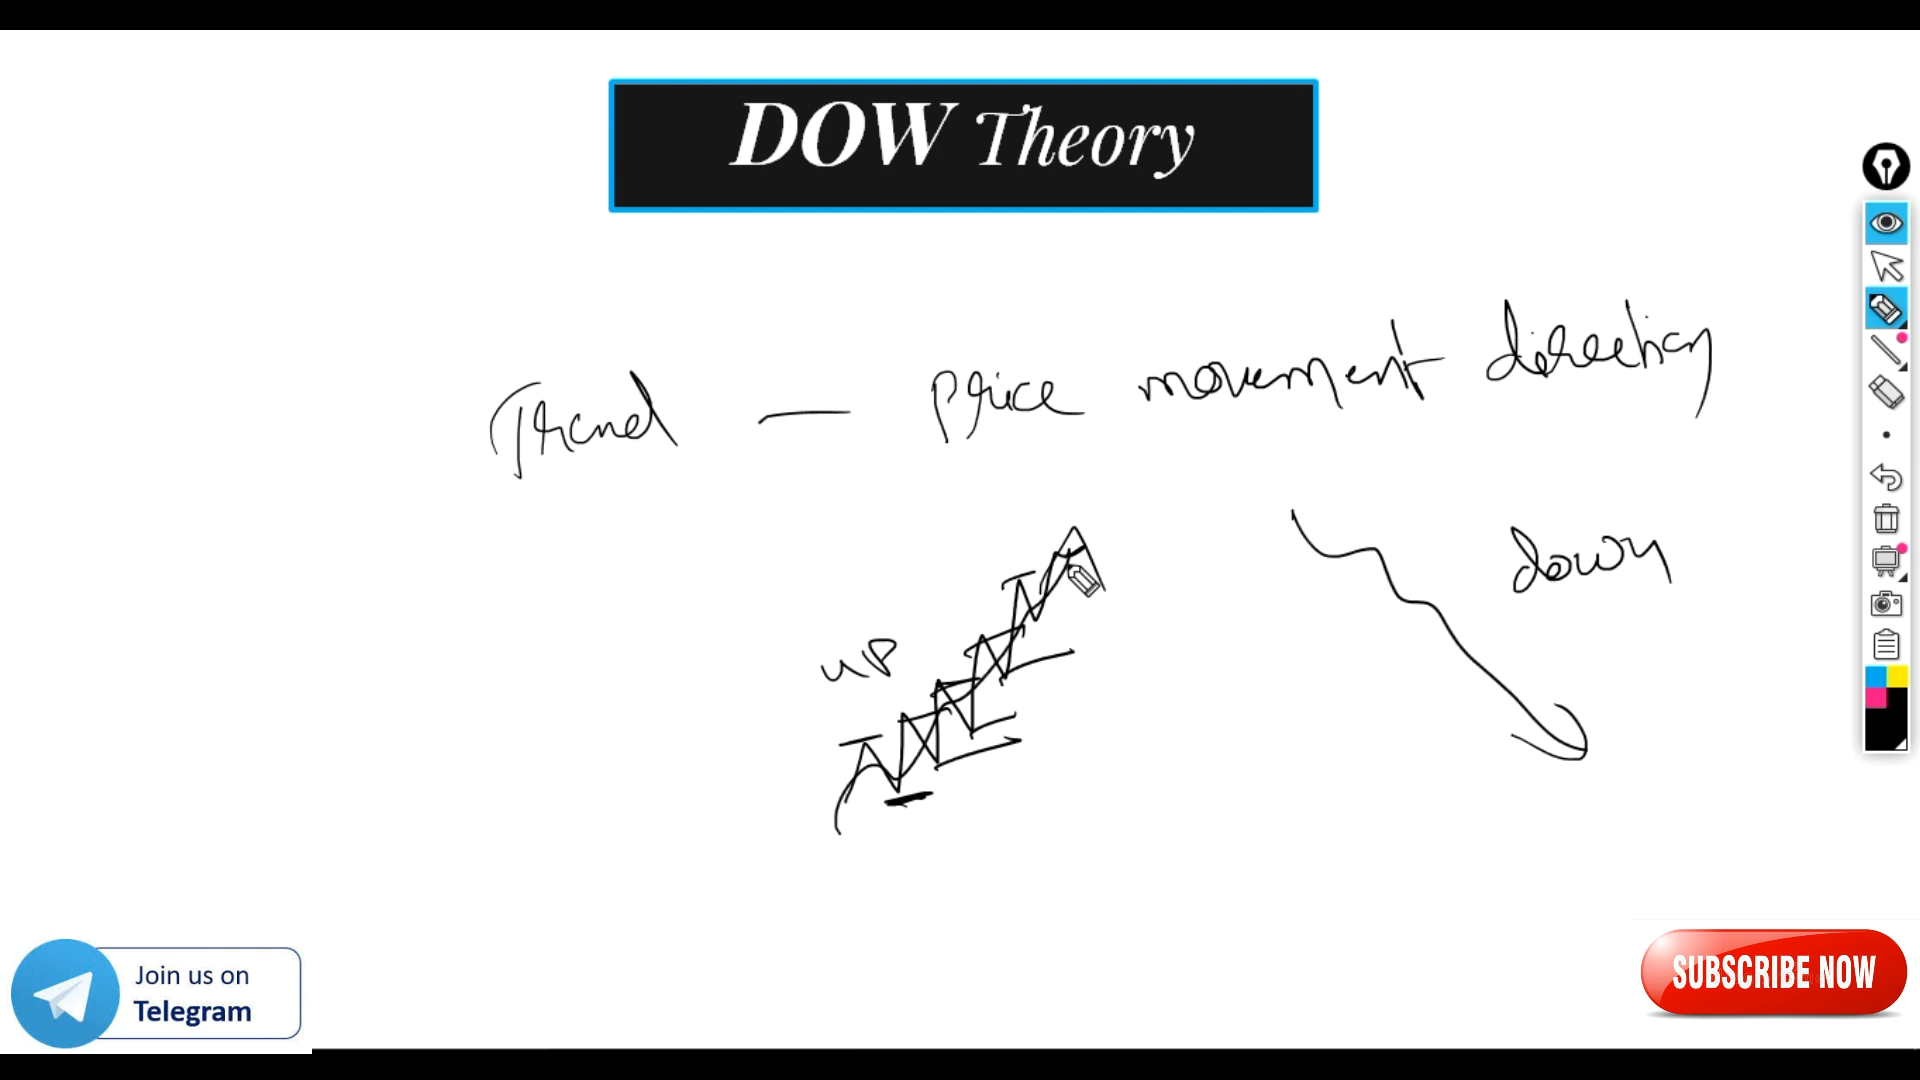 DOW Theory
Trend — Price movement direction
down
up
Join us on
Telegram
SUBSCRIBE NOW